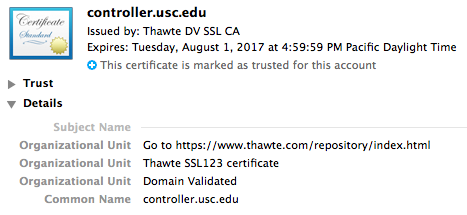 Certificate
Standard
controller.usc.edu
Issued by: Thawte DV SSL CA
Expires: Tuesday, August 1, 2017 at 4:59:59 PM Pacific Daylight Time
This certificate is marked as trusted for this account
Trust
Details
Subject Name
Organizational Unit Go to https://www.thawte.com/repository/index.html
Organizational Unit Thawte SSL123 certificate
Organizational Unit Domain Validated
Common Name controller.usc.edu